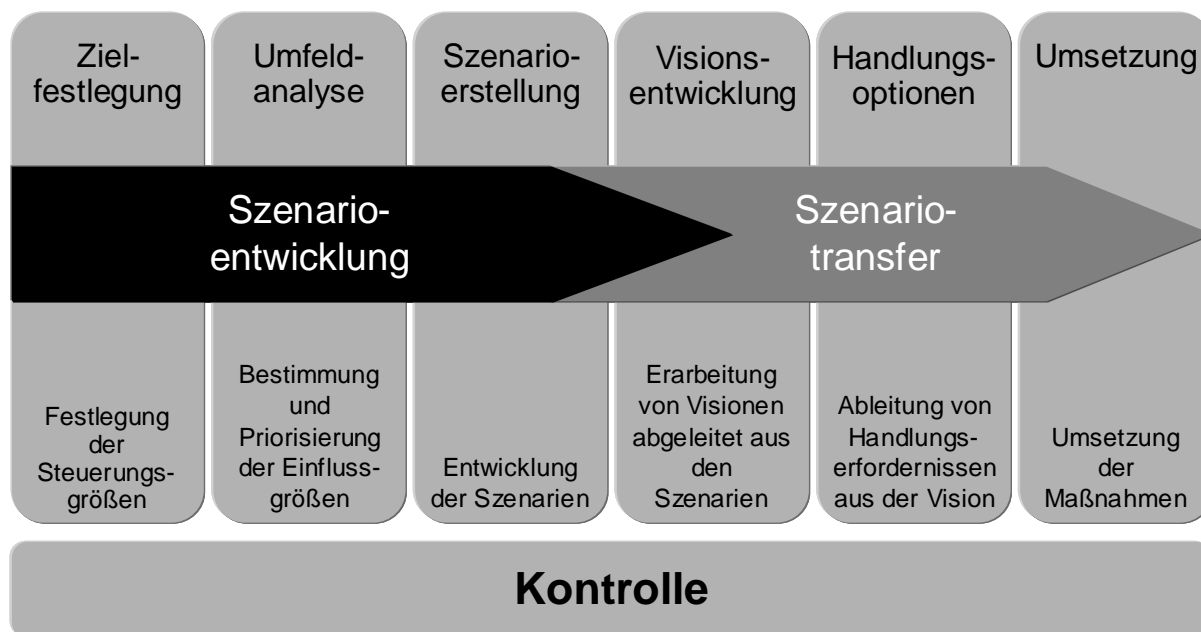 Ziel-
festlegung
Umfeld-
analyse
Szenario-
erstellung
Visions-
entwicklung
Handlungs-
optionen
Umsetzung
Szenario-
entwicklung
Szenario-
transfer
Festlegung
der
Steuerungs-
größen
Bestimmung
und
Priorisierung
der Einfluss-
größen
Entwicklung
der Szenarien
Erarbeitung
von Visionen
abgeleitet aus
den
Szenarien
Ableitung von
Handlungs-
erfordernissen
aus der Vision
Umsetzung
der
Maßnahmen
Kontrolle